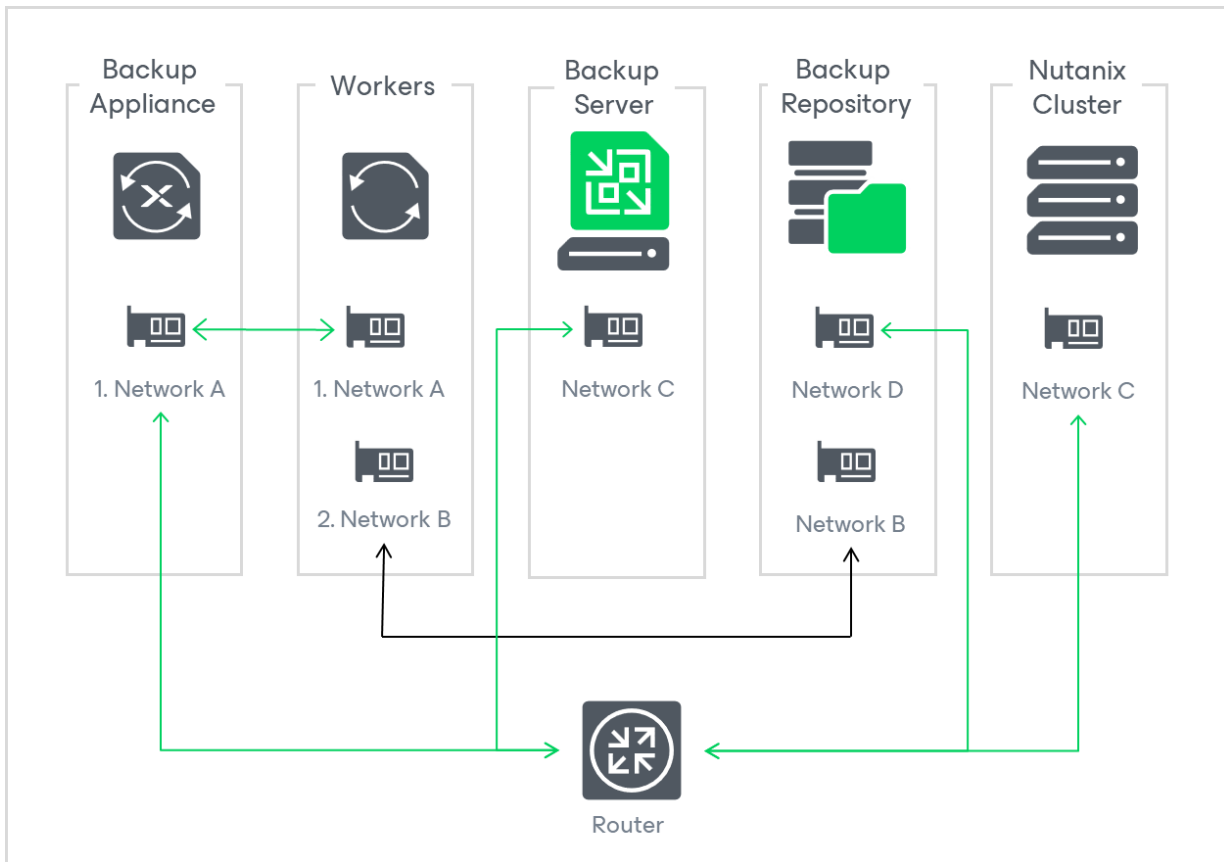 Backup
Appliance
Workers
Backup
Server
Backup
Repository
Nutanix
Cluster
1. Network A
1. Network A
Network C
Network D
Network C
2. Network B
Network B
Router